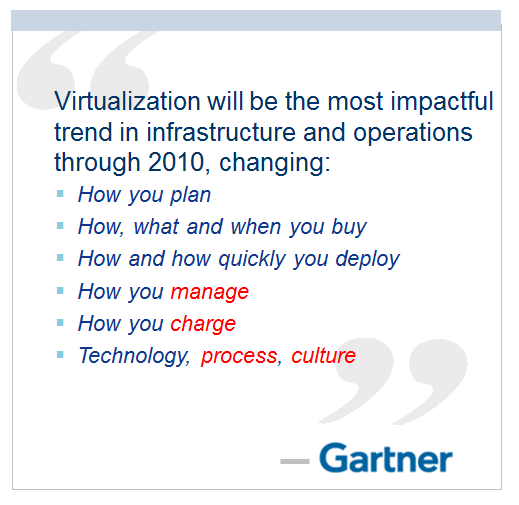 Virtualization will be the most impactful
trend in infrastructure and operations
through 2010, changing:
How you plan
How, what and when you buy
How and how quickly you deploy
How you manage
How you charge
Technology, process, culture
— Gartner